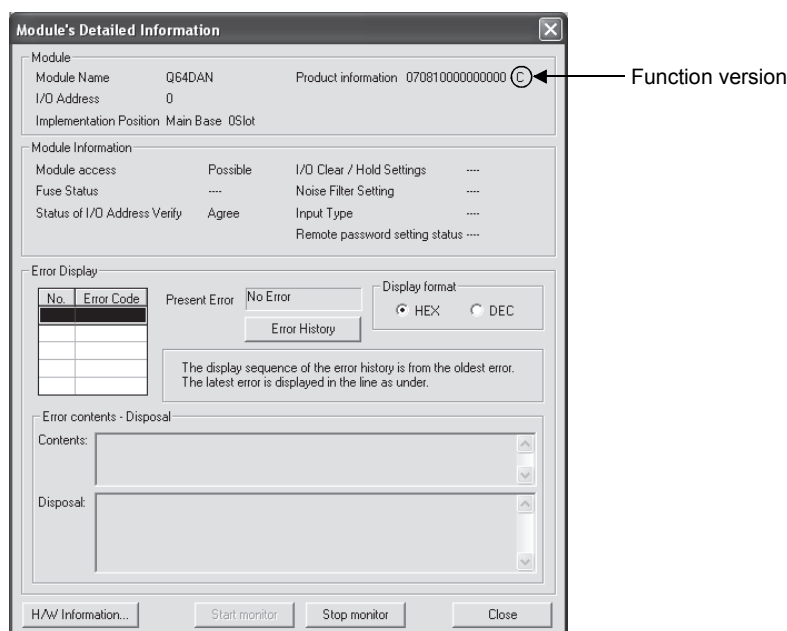 Module's Detailed Information
Module
Module Name Q64DAN Product information 070810000000000 C
Function version
I/O Address 0
Implementation Position Main Base 0Slot
Module Information
Module access Possible I/O Clear / Hold Settings ----
Fuse Status ---- Noise Filter Setting ----
Status of I/O Address Verify Agree Input Type ----
Remote password setting status ----
Error Display
No. Error Code Present Error No Error
Display format
HEX DEC
Error History
The display sequence of the error history is from the oldest error.
The latest error is displayed in the line as under.
Error contents - Disposal
Contents:
Disposal:
H/W Information... Start monitor Stop monitor Close